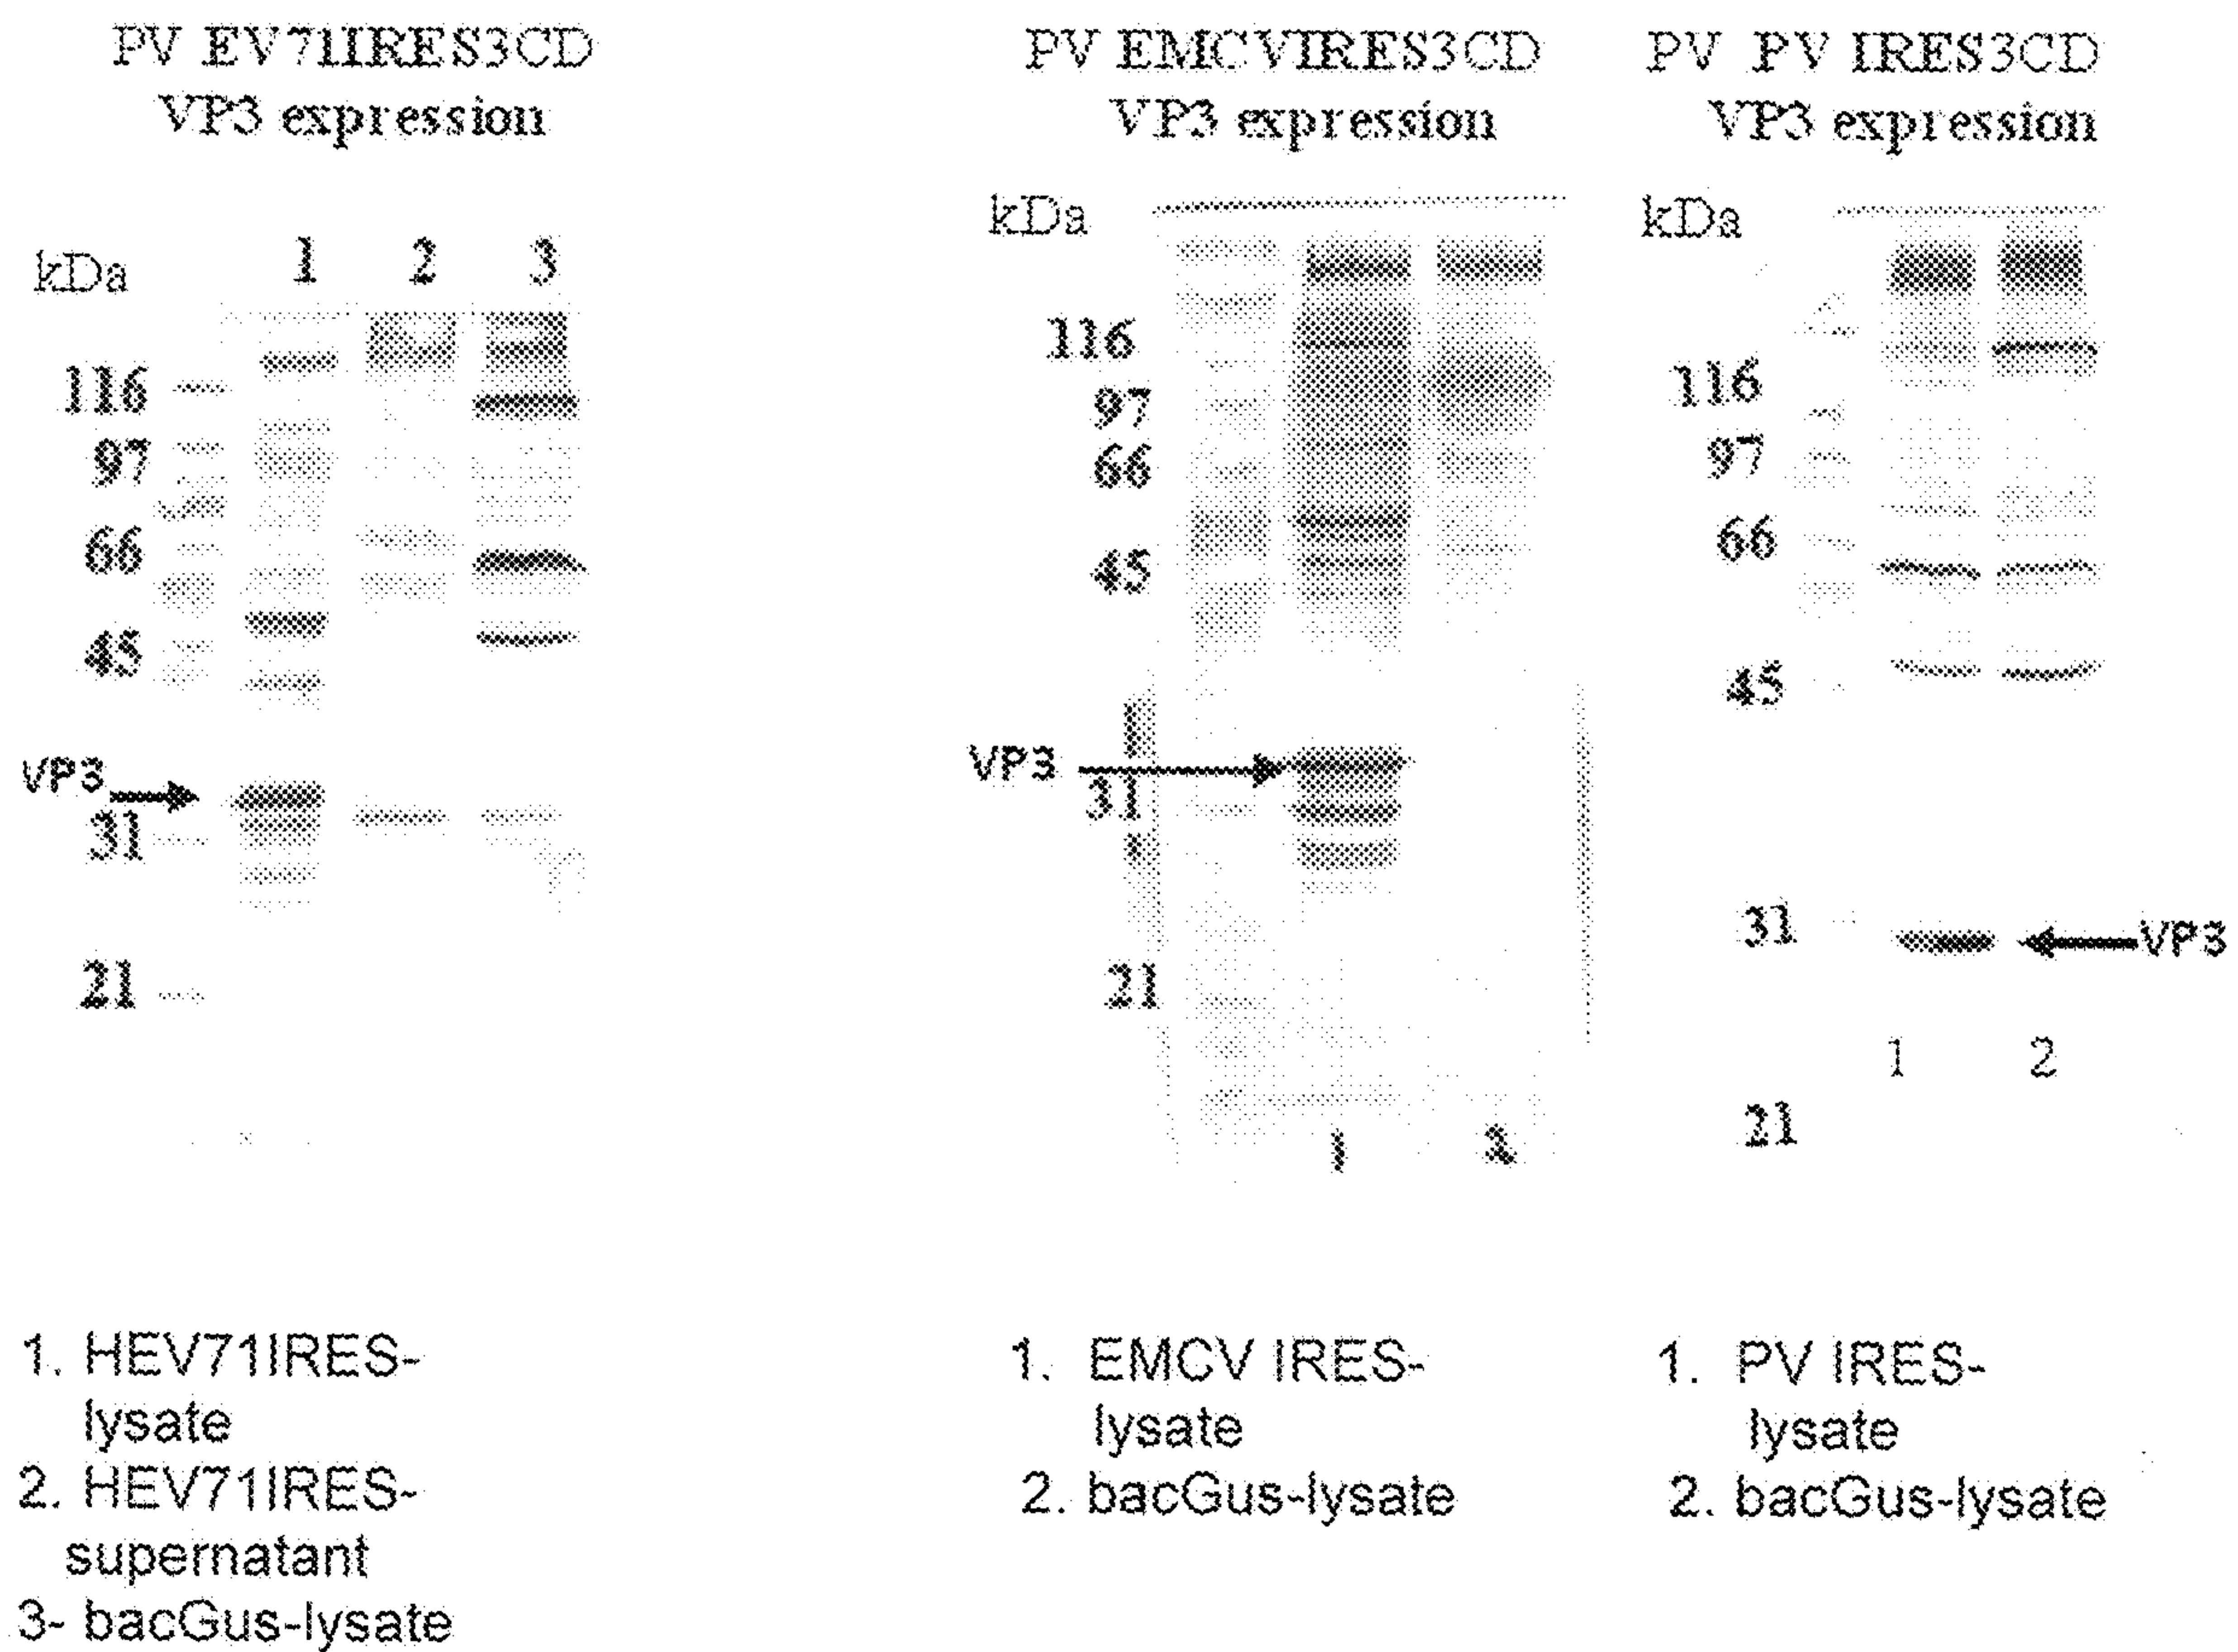 PV EV71IRES3CD
VP3 expression
kDa
1 2 3
116
97
66
45
VP3
31
21
1. HEV71IRES-
lysate
2. HEV71IRES-
supernatant
3- bacGus-lysate
PV EMCVIRES3CD
VP3 expression
kDa
116
97
66
45
VP3
31
21
1 2
1. EMCV IRES-
lysate
2. bacGus-lysate
PV PV IRES3CD
VP3 expression
kDa
116
97
66
45
31
VP3
1 2
21
1. PV IRES-
lysate
2. bacGus-lysate